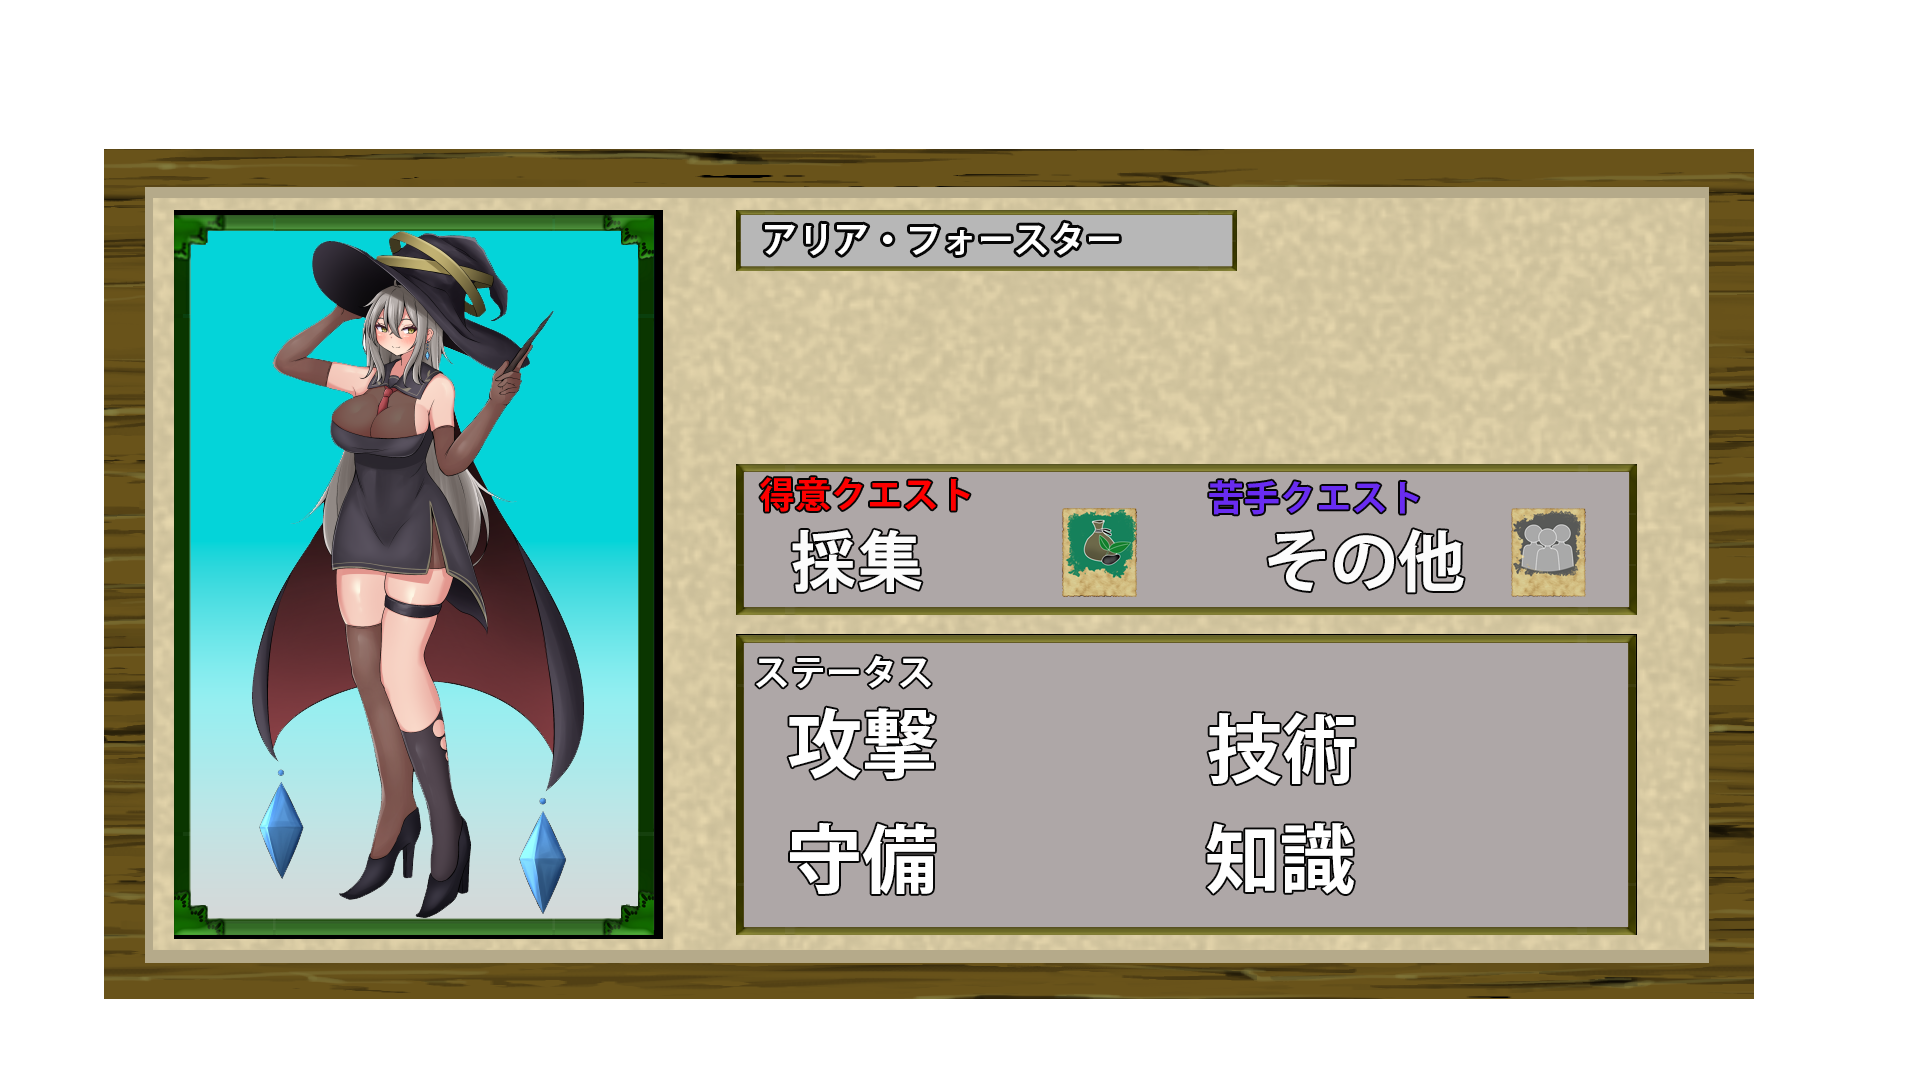 アリア・フォースター
得意クエスト
苦手クエスト
採集
その他
ステータス
攻撃
技術
守備
知識